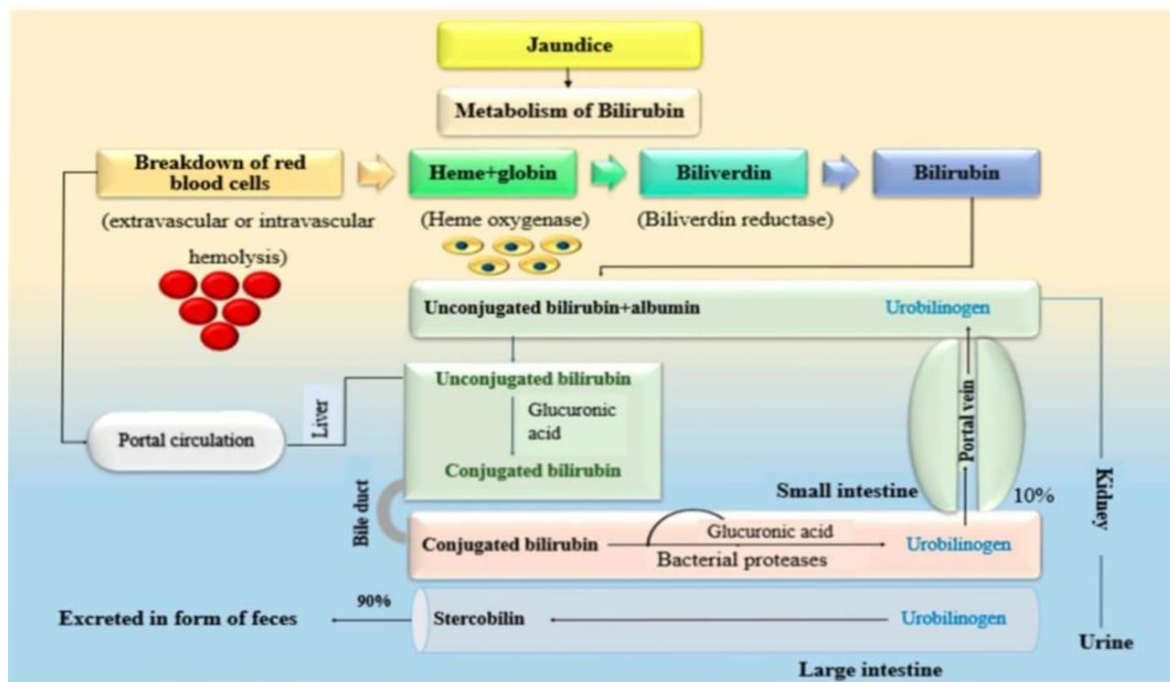 Jaundice
Metabolism of Bilirubin
Breakdown of red
blood cells
Heme+globin
Biliverdin
Bilirubin
(extravascular or intravascular
hemolysis)
(Heme oxygenase)
(Biliverdin reductase)
Unconjugated bilirubin+albumin
Urobilinogen
Unconjugated bilirubin
Glucuronic
acid
Conjugated bilirubin
Portal circulation
Liver
Bile duct
Portal vein
Small intestine
10%
Kidney
Conjugated bilirubin
Glucuronic acid
Bacterial proteases
Urobilinogen
Excreted in form of feces
90%
Stercobilin
Urobilinogen
Urine
Large intestine